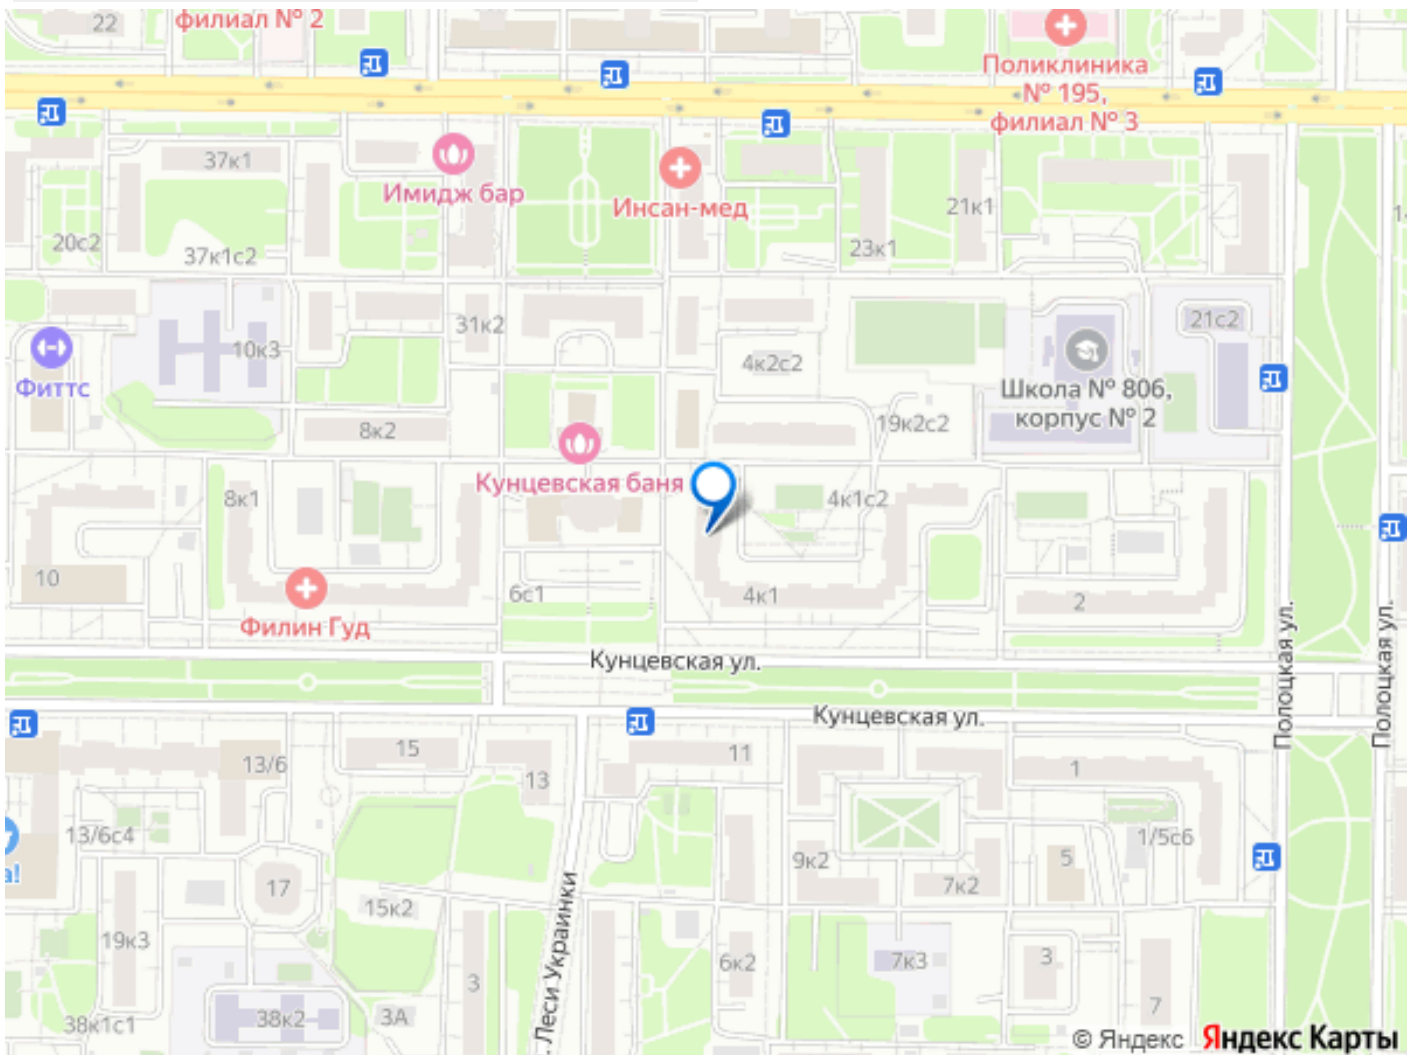 22
филиал № 2
Поликлиника
№ 195,
филиал № 3
37к1
Имидж бар
Инсан-мед
21к1
20с2
37к1с2
23к1
31к2
21с2
10к3
4к2с2
Фиттс
Школа № 806,
корпус № 2
8к2
19к2с2
Кунцевская баня
8к1
4к1с2
10
6с1
4к1
2
Филин Гуд
Кунцевская ул.
Полоцкая ул.
Полоцкая ул.
Кунцевская ул.
13/6
15
13
11
1
13/6с4
1/5с6
а!
17
9к2
7к2
5
15к2
19к3
Леси Украинки
3
6к2
7к3
3
7
38к1с1
38к2
3А
© Яндекс Яндекс Карты